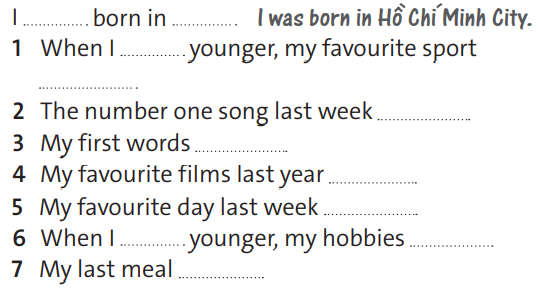 I ............ born in ............ . I was born in Hồ Chí Minh City.
1 When I ............ younger, my favourite sport
............ .
2 The number one song last week ............
3 My first words ............
4 My favourite films last year ............
5 My favourite day last week ............
6 When I ............ younger, my hobbies ............
7 My last meal ............